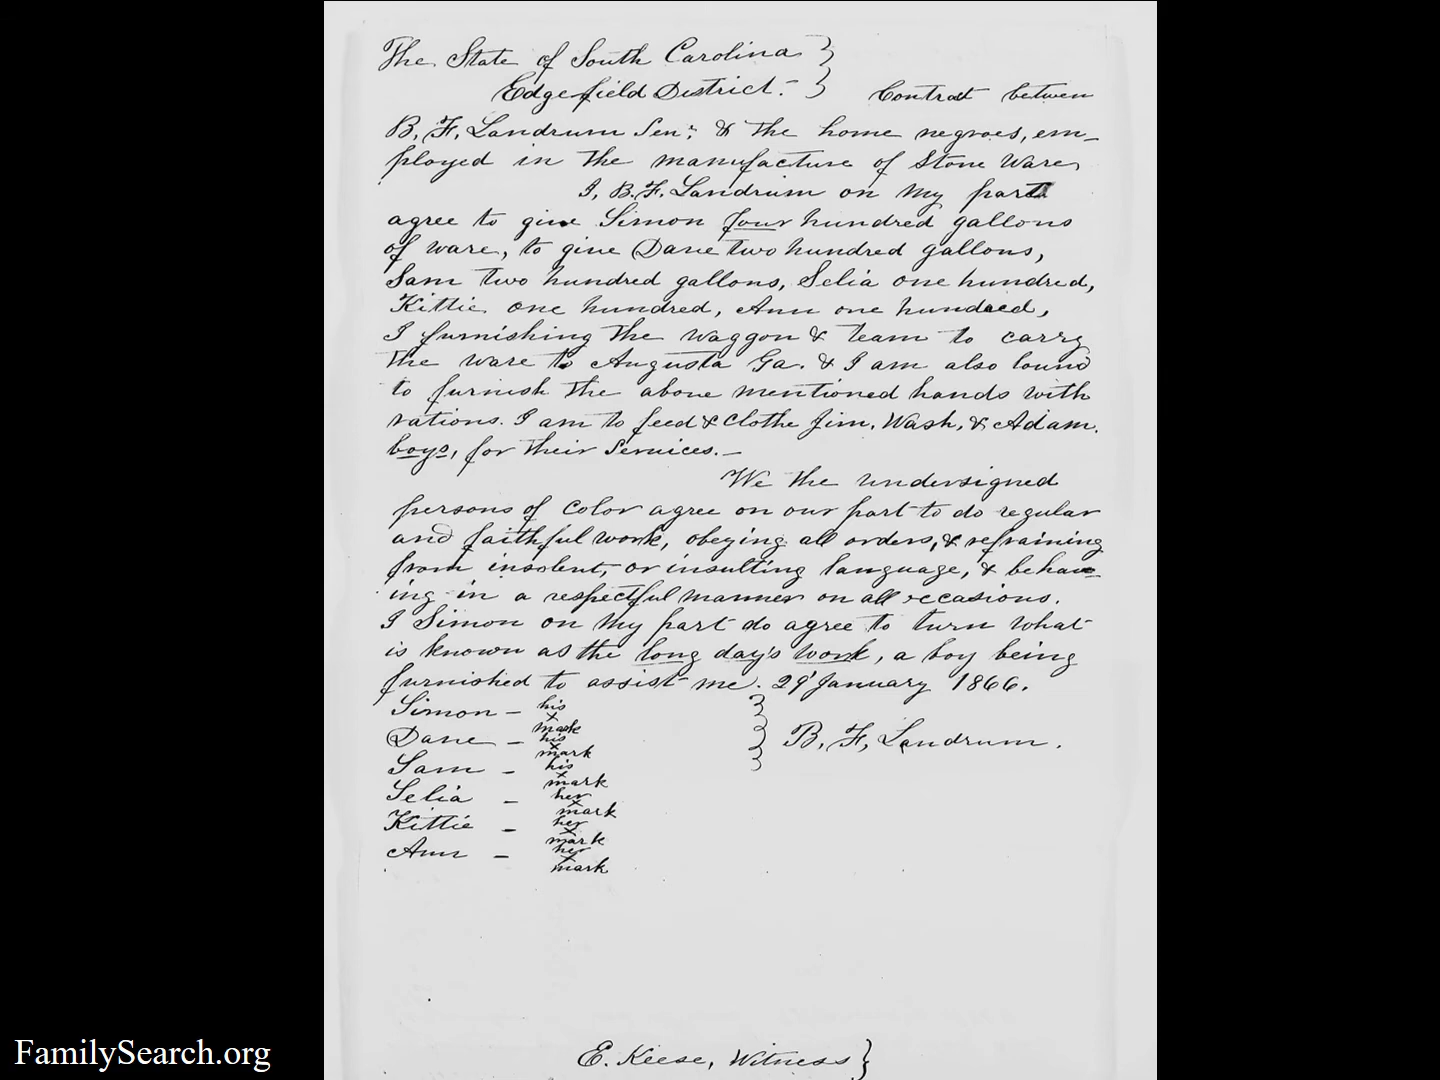 The State of South Carolina }
Edgefield District. - } Contract between
B. F. Landrum Senr. & the home negroes, em-
ployed in the manufacture of Stone Ware
I, B. F. Landrum on my part
agree to give Simon four hundred gallons
of ware, to give Dave two hundred gallons,
Sam two hundred gallons, Selia one hundred,
Kittie one hundred, Ann one hundred,
I furnishing the waggon & team to carry
the ware to Augusta Ga. & I am also bound
to furnish the above mentioned hands with
rations. I am to feed & clothe Jim, Wash, & Adam.
boys, for their services. -
We the undersigned
persons of color agree on our part to do regular
and faithful work, obeying all orders, & refraining
from insolent, or insulting language, & behav-
ing in a respectful manner on all occasions.
I Simon on my part do agree to turn what
is known as the long day's work, a boy being
furnished to assist me. 29' January 1866.
Simon - his x mark
Dave - his x mark
Sam - his x mark
Selia - her x mark
Kittie - her x mark
Ann - her x mark
B. F. Landrum.
E. Keese, Witness }
FamilySearch.org